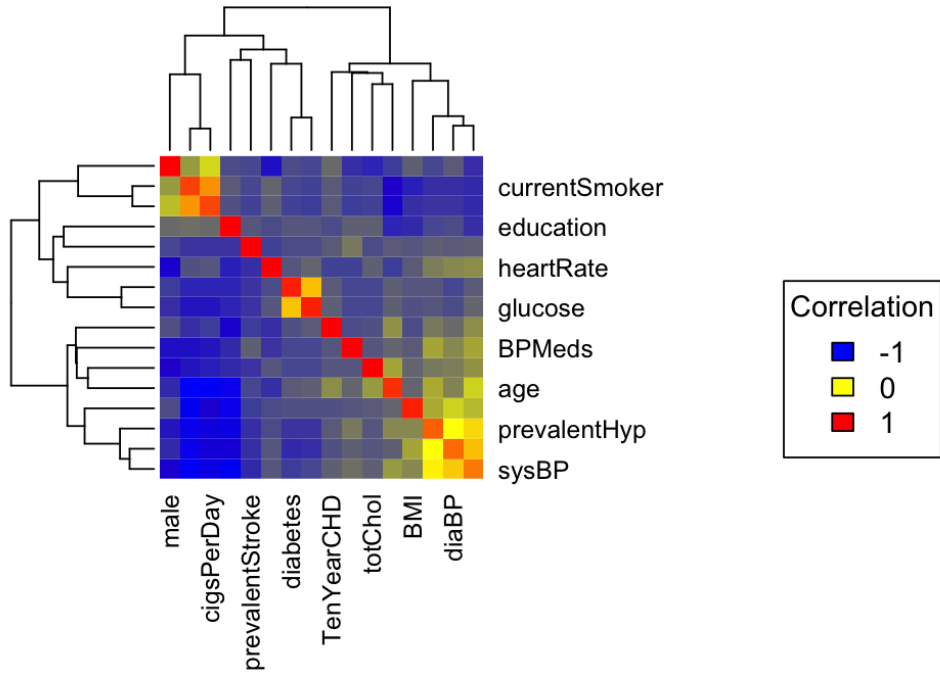 currentSmoker
education
heartRate
glucose
BPMeds
age
prevalentHyp
sysBP
male
cigsPerDay
prevalentStroke
diabetes
TenYearCHD
totChol
BMI
diaBP
Correlation
-1
0
1